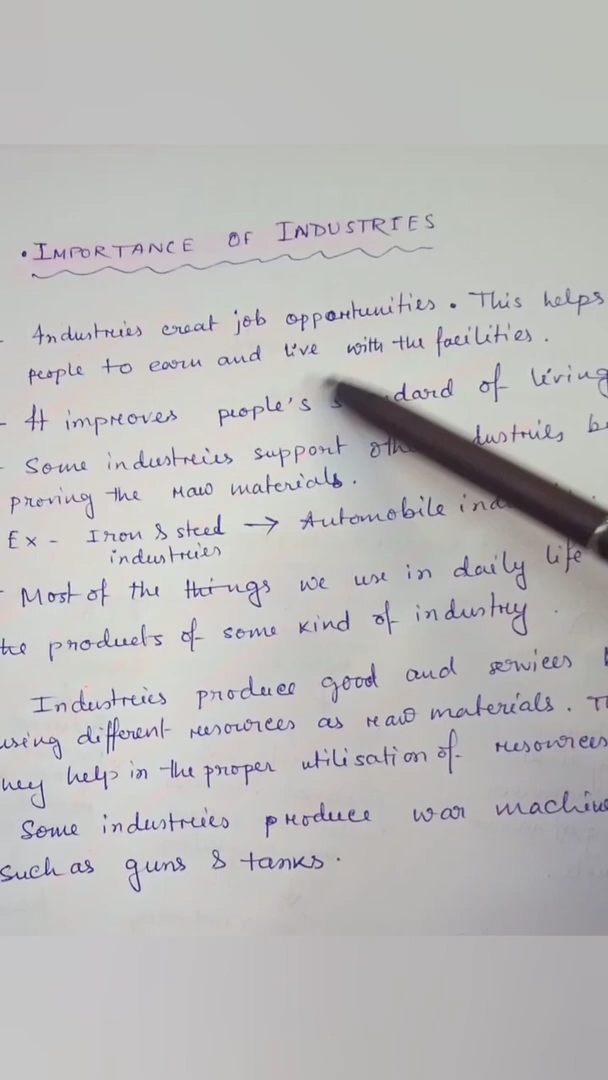 • IMPORTANCE OF INDUSTRIES
- Industries creat job opportunities. This helps
people to earn and live with the facilities.
- It improves people's standard of living
- Some industries support other industries
proving the raw materials.
Ex - Iron & steel → Automobile
industries
- Most of the things we use in daily life
the products of some kind of industry.
Industries produce good and services
using different resources as raw materials.
they help in the proper utilisation of resources
Some industries produce war machine
such as guns & tanks.